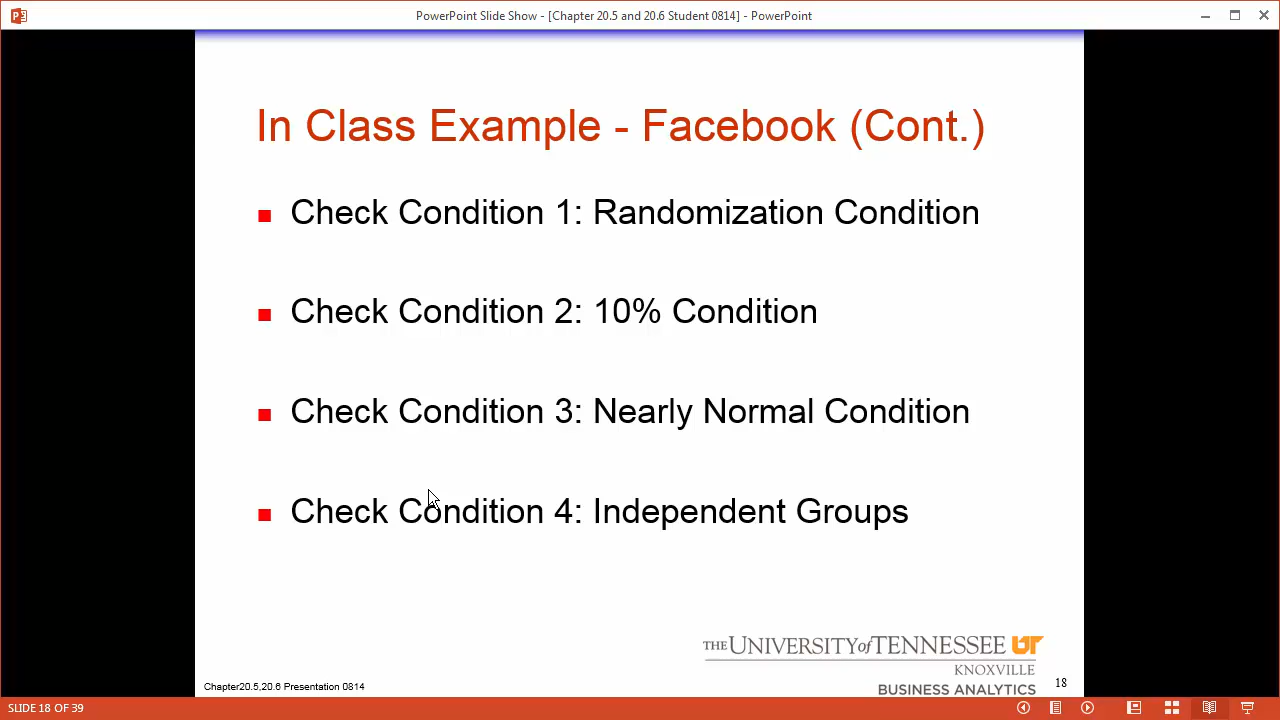 PowerPoint Slide Show - [Chapter 20.5 and 20.6 Student 0814] - PowerPoint
In Class Example - Facebook (Cont.)
Check Condition 1: Randomization Condition
Check Condition 2: 10% Condition
Check Condition 3: Nearly Normal Condition
Check Condition 4: Independent Groups
THE UNIVERSITY of TENNESSEE UT
KNOXVILLE
BUSINESS ANALYTICS
Chapter20.5,20.6 Presentation 0814
18
SLIDE 18 OF 39